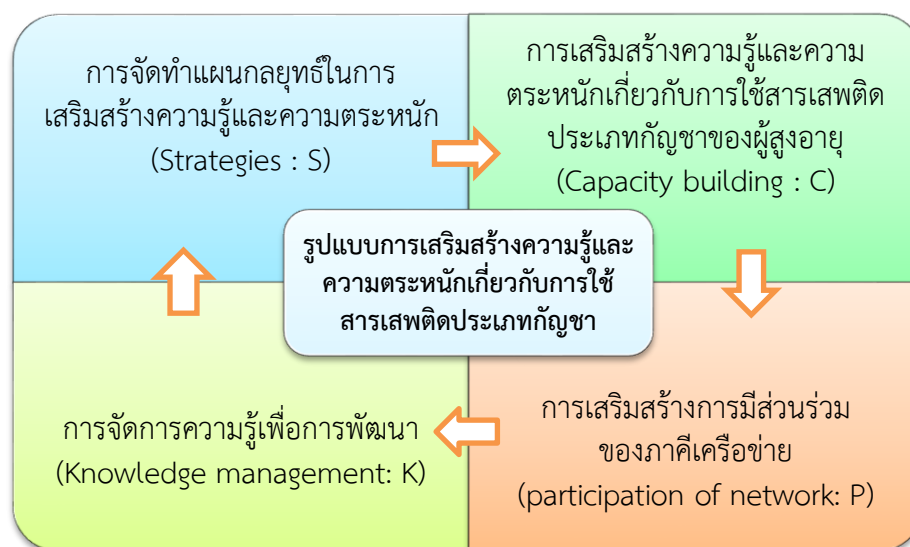 การจัดทำแผนกลยุทธ์ในการ
เสริมสร้างความรู้และความตระหนัก
(Strategies : S)
การเสริมสร้างความรู้และความ
ตระหนักเกี่ยวกับการใช้สารเสพติด
ประเภทกัญชาของผู้สูงอายุ
(Capacity building : C)
รูปแบบการเสริมสร้างความรู้และ
ความตระหนักเกี่ยวกับการใช้
สารเสพติดประเภทกัญชา
การจัดการความรู้เพื่อการพัฒนา
(Knowledge management: K)
การเสริมสร้างการมีส่วนร่วม
ของภาคีเครือข่าย
(participation of network: P)